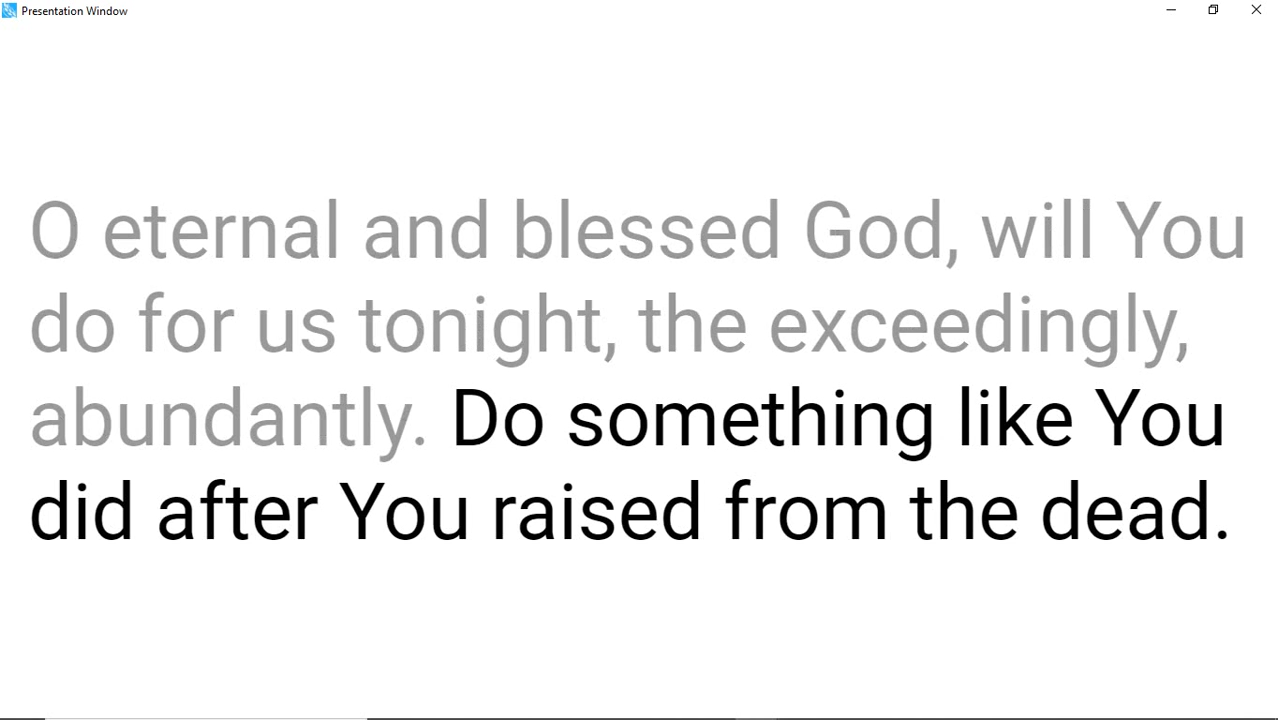 Presentation Window
O eternal and blessed God, will You
do for us tonight, the exceedingly,
abundantly. Do something like You
did after You raised from the dead.